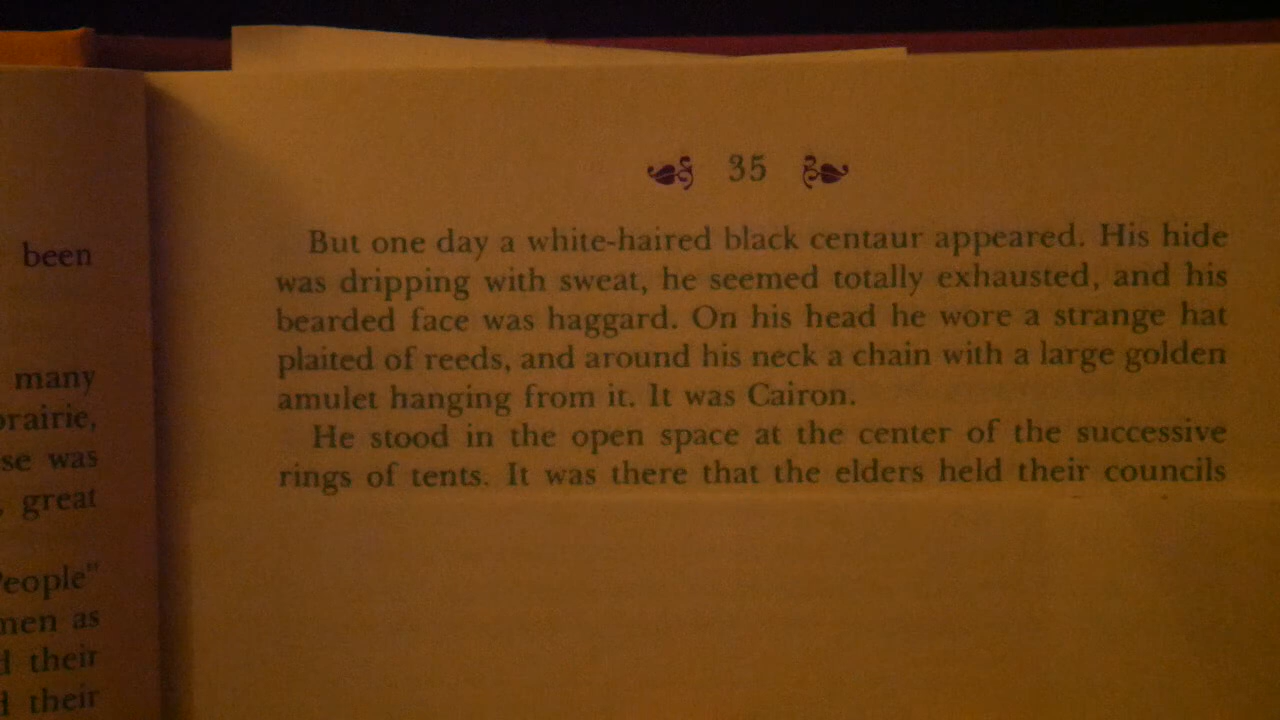 been
many
prairie,
se was
, great
People"
men as
d their
d their
35
But one day a white-haired black centaur appeared. His hide
was dripping with sweat, he seemed totally exhausted, and his
bearded face was haggard. On his head he wore a strange hat
plaited of reeds, and around his neck a chain with a large golden
amulet hanging from it. It was Cairon.
He stood in the open space at the center of the successive
rings of tents. It was there that the elders held their councils